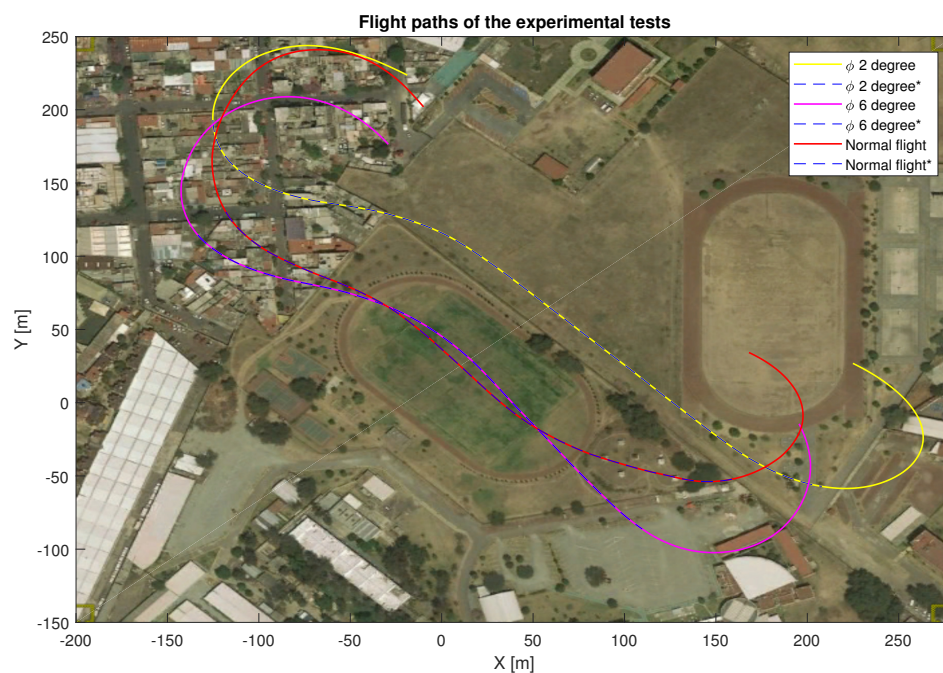 Flight paths of the experimental tests
250
200
150
100
50
0
-50
-100
-150
Y [m]
-200
-150
-100
-50
0
50
100
150
200
250
X [m]
ϕ 2 degree
ϕ 2 degree*
ϕ 6 degree
ϕ 6 degree*
Normal flight
Normal flight*